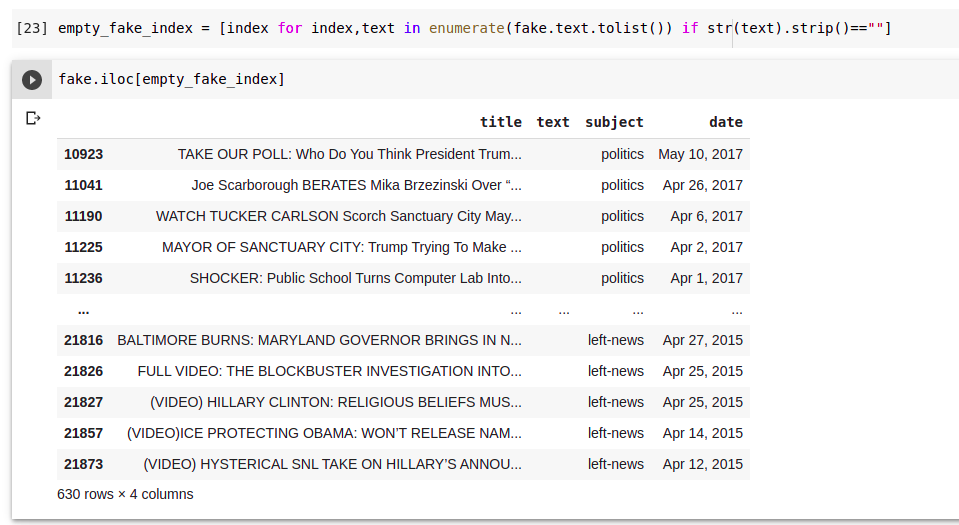 [23] empty_fake_index = [index for index,text in enumerate(fake.text.tolist()) if str(text).strip()==""]
fake.iloc[empty_fake_index]
title text subject date
10923 TAKE OUR POLL: Who Do You Think President Trum... politics May 10, 2017
11041 Joe Scarborough BERATES Mika Brzezinski Over “... politics Apr 26, 2017
11190 WATCH TUCKER CARLSON Scorch Sanctuary City May... politics Apr 6, 2017
11225 MAYOR OF SANCTUARY CITY: Trump Trying To Make ... politics Apr 2, 2017
11236 SHOCKER: Public School Turns Computer Lab Into... politics Apr 1, 2017
... ... ... ... ...
21816 BALTIMORE BURNS: MARYLAND GOVERNOR BRINGS IN N... left-news Apr 27, 2015
21826 FULL VIDEO: THE BLOCKBUSTER INVESTIGATION INTO... left-news Apr 25, 2015
21827 (VIDEO) HILLARY CLINTON: RELIGIOUS BELIEFS MUS... left-news Apr 25, 2015
21857 (VIDEO)ICE PROTECTING OBAMA: WON’T RELEASE NAM... left-news Apr 14, 2015
21873 (VIDEO) HYSTERICAL SNL TAKE ON HILLARY’S ANNOU... left-news Apr 12, 2015
630 rows × 4 columns